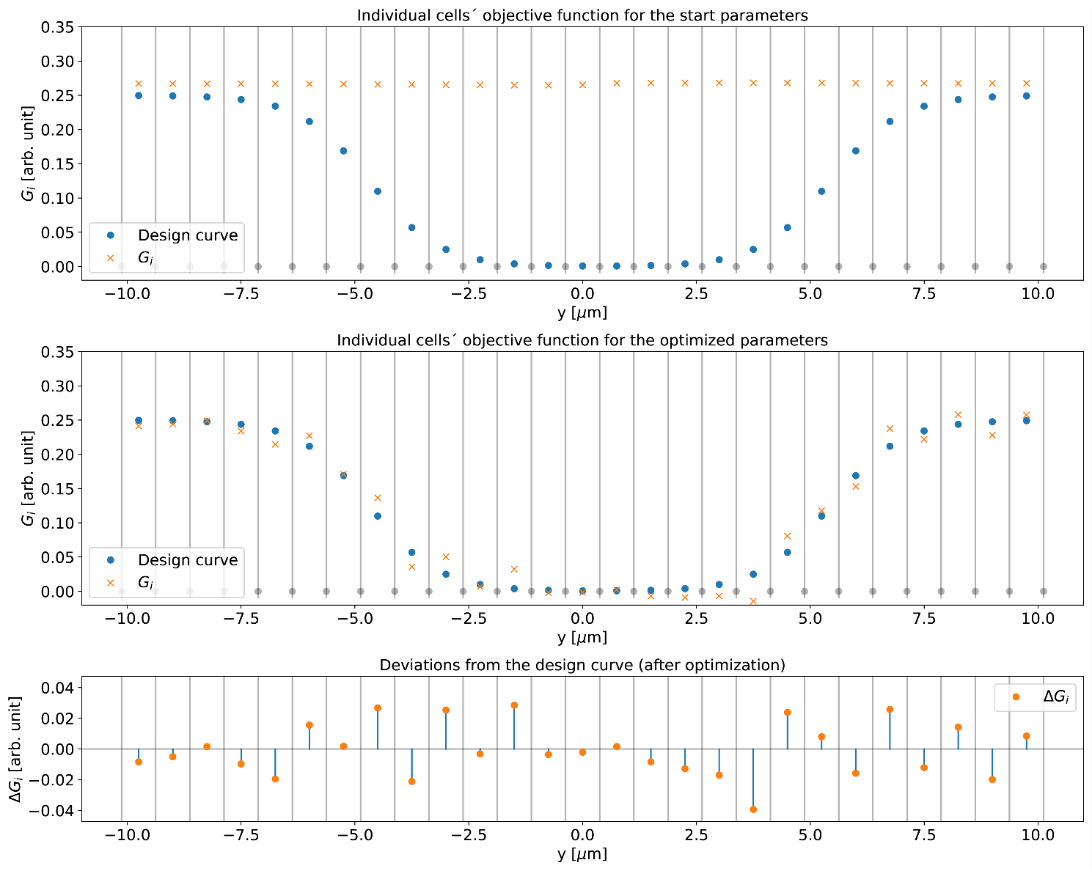 Individual cells´ objective function for the start parameters
0.35
0.30
0.25
0.20
0.15
0.10
0.05
0.00
G_i [arb. unit]
Design curve
G_i
−10.0 −7.5 −5.0 −2.5 0.0 2.5 5.0 7.5 10.0
y [μm]
Individual cells´ objective function for the optimized parameters
0.35
0.30
0.25
0.20
0.15
0.10
0.05
0.00
G_i [arb. unit]
Design curve
G_i
−10.0 −7.5 −5.0 −2.5 0.0 2.5 5.0 7.5 10.0
y [μm]
Deviations from the design curve (after optimization)
0.04
0.02
0.00
−0.02
−0.04
ΔG_i [arb. unit]
ΔG_i
−10.0 −7.5 −5.0 −2.5 0.0 2.5 5.0 7.5 10.0
y [μm]